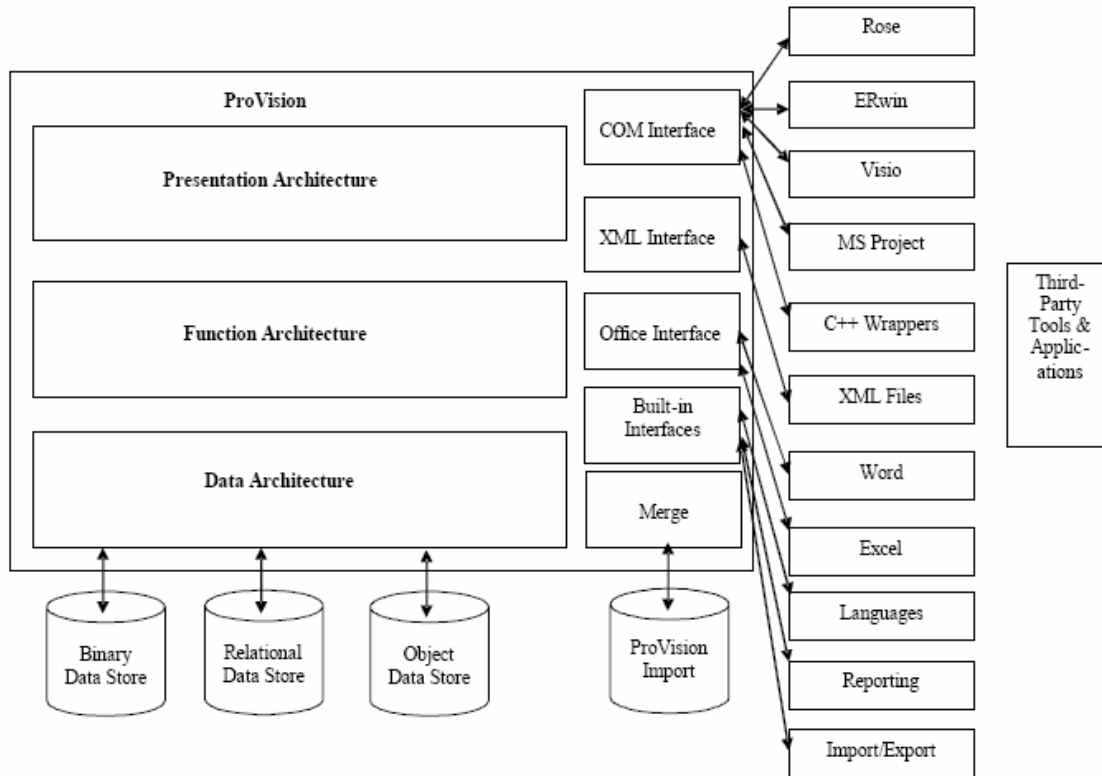 Rose
ProVision
ERwin
COM Interface
Visio
Presentation Architecture
XML Interface
MS Project
Third-
Party
Tools &
Applic-
ations
Function Architecture
Office Interface
C++ Wrappers
XML Files
Built-in
Interfaces
Data Architecture
Word
Merge
Excel
Languages
Binary
Data Store
Relational
Data Store
Object
Data Store
ProVision
Import
Reporting
Import/Export